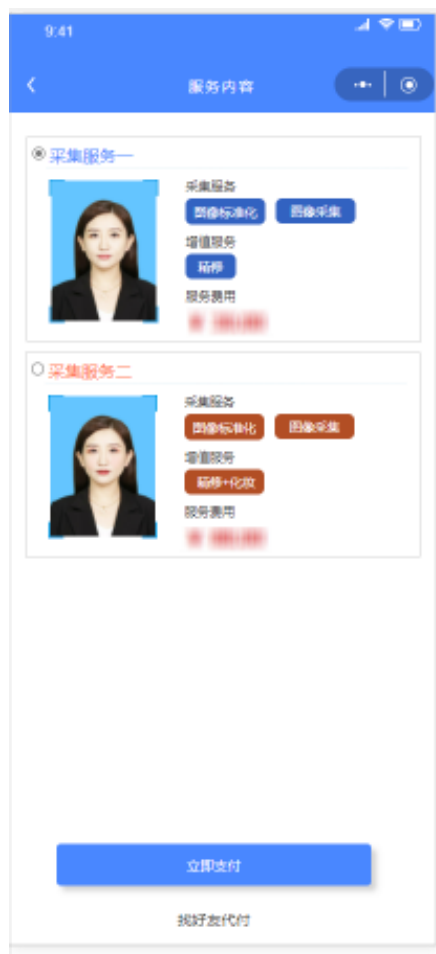 9:41
服务内容
采集服务一
采集服务
图像标准化 图像采集
增值服务
精修
服务费用
采集服务二
采集服务
图像标准化 图像采集
增值服务
精修+化妆
服务费用
立即支付
找好友代付